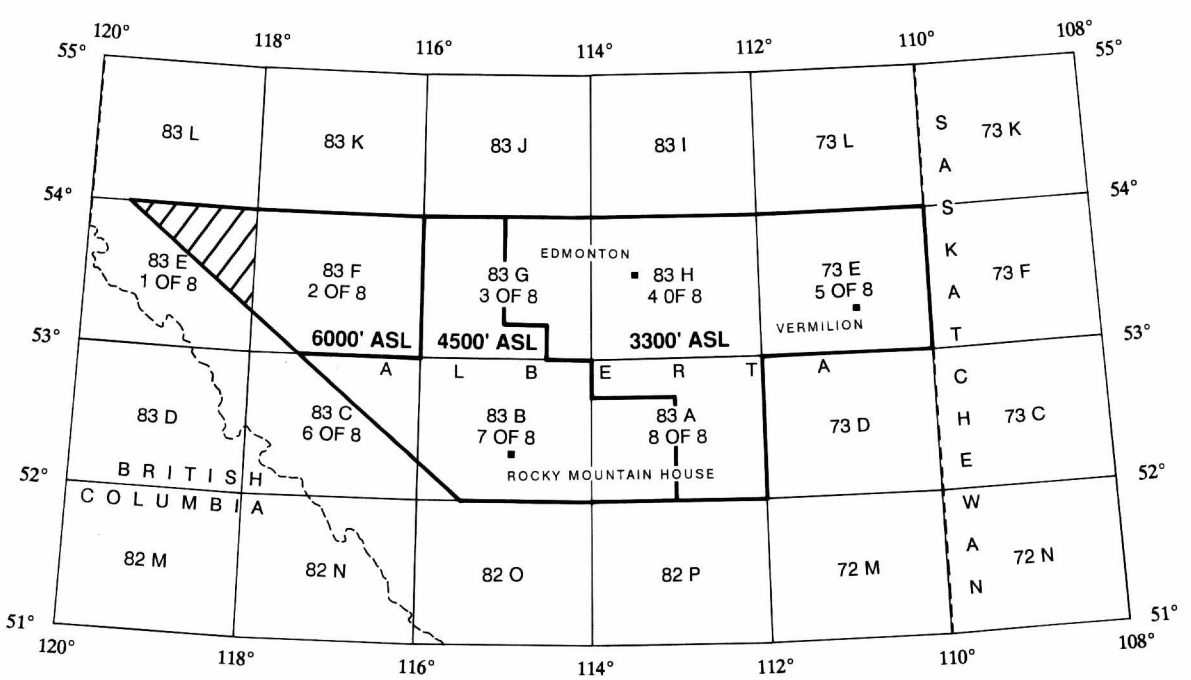 120°
118°
116°
114°
112°
110°
108°
55°
55°
83 L
83 K
83 J
83 I
73 L
73 K
54°
54°
EDMONTON
83 E
1 OF 8
83 F
2 OF 8
83 G
3 OF 8
83 H
4 0F 8
73 E
5 OF 8
73 F
VERMILION
53°
53°
6000' ASL
4500' ASL
3300' ASL
A L B E R T A
83 D
83 C
6 OF 8
83 B
7 OF 8
83 A
8 OF 8
73 D
73 C
ROCKY MOUNTAIN HOUSE
SASKATCHEWAN
52°
52°
BRITISH
COLUMBIA
82 M
82 N
82 O
82 P
72 M
72 N
51°
51°
120°
118°
116°
114°
112°
110°
108°